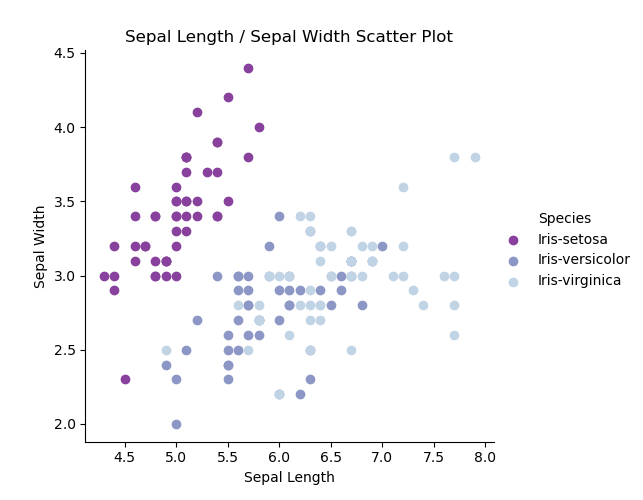 Sepal Length / Sepal Width Scatter Plot
4.5
4.0
3.5
3.0
2.5
2.0
Sepal Width
4.5 5.0 5.5 6.0 6.5 7.0 7.5 8.0
Sepal Length
Species
Iris-setosa
Iris-versicolor
Iris-virginica